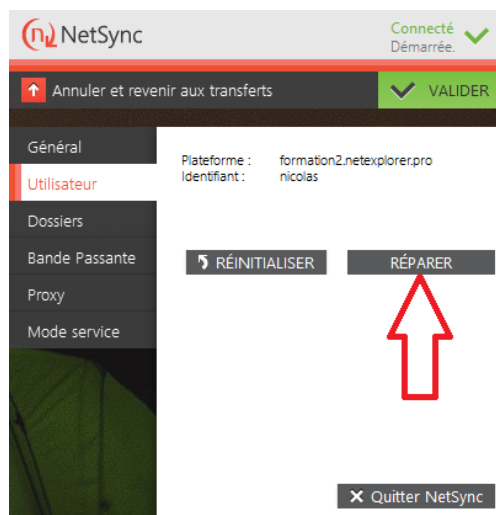 NetSync
Connecté
Démarrée.
Annuler et revenir aux transferts
VALIDER
Général
Utilisateur
Dossiers
Bande Passante
Proxy
Mode service
Plateforme : formation2.netexplorer.pro
Identifiant : nicolas
RÉINITIALISER
RÉPARER
Quitter NetSync